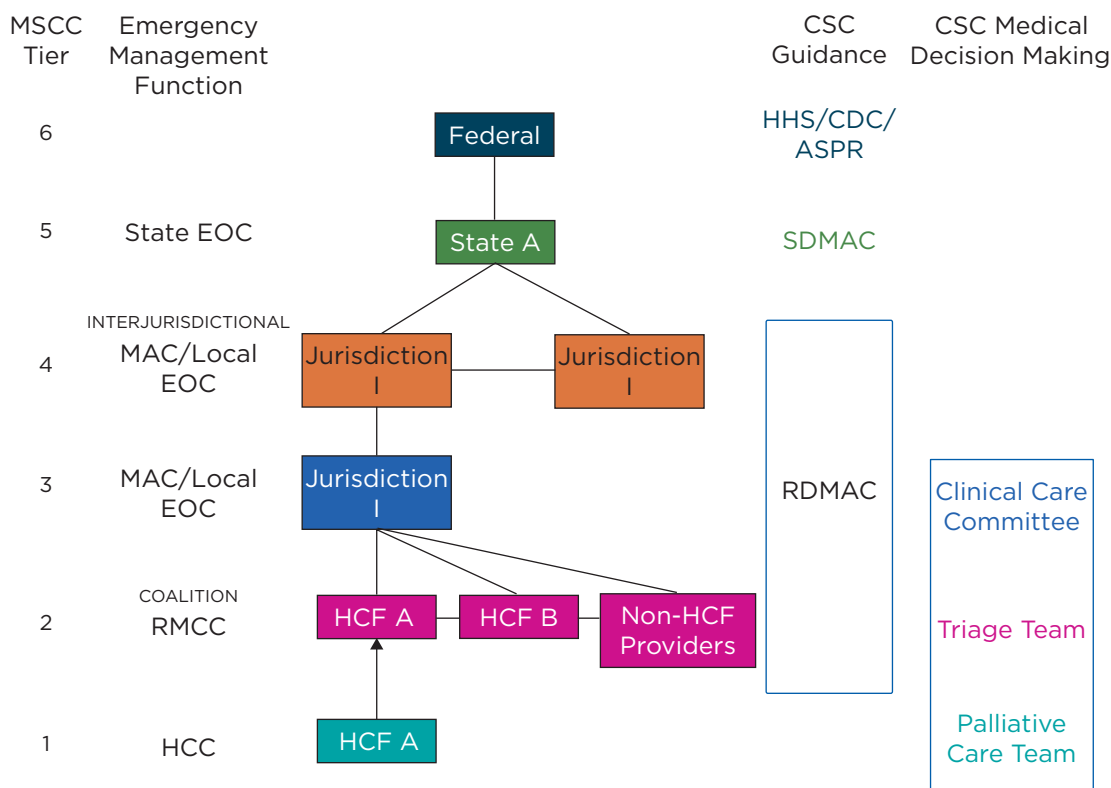 MSCC
Tier
Emergency
Management
Function
CSC
Guidance
CSC Medical
Decision Making
6
Federal
HHS/CDC/
ASPR
5
State EOC
State A
SDMAC
INTERJURISDICTIONAL
4
MAC/Local
EOC
Jurisdiction
I
Jurisdiction
I
3
MAC/Local
EOC
Jurisdiction
I
RDMAC
Clinical Care
Committee
COALITION
2
RMCC
HCF A
HCF B
Non-HCF
Providers
Triage Team
1
HCC
HCF A
Palliative
Care Team